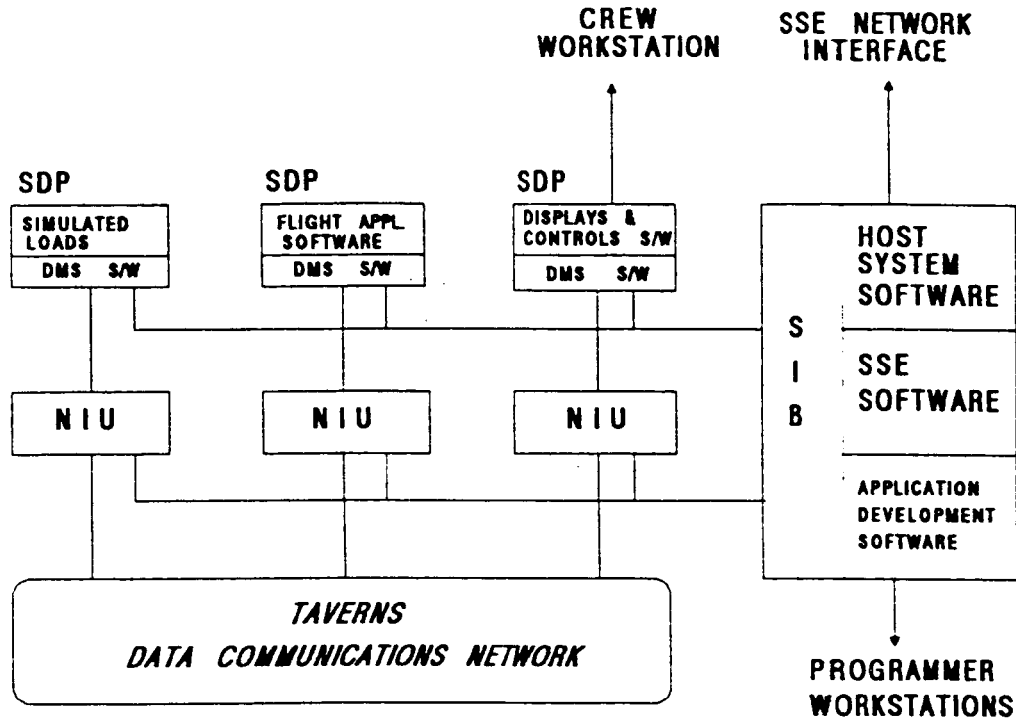 CREW
WORKSTATION
SSE NETWORK
INTERFACE
SDP
SIMULATED
LOADS
DMS S/W
SDP
FLIGHT APPL.
SOFTWARE
DMS S/W
SDP
DISPLAYS &
CONTROLS S/W
DMS S/W
NIU
NIU
NIU
S
I
B
HOST
SYSTEM
SOFTWARE
SSE
SOFTWARE
APPLICATION
DEVELOPMENT
SOFTWARE
TAVERNS
DATA COMMUNICATIONS NETWORK
PROGRAMMER
WORKSTATIONS